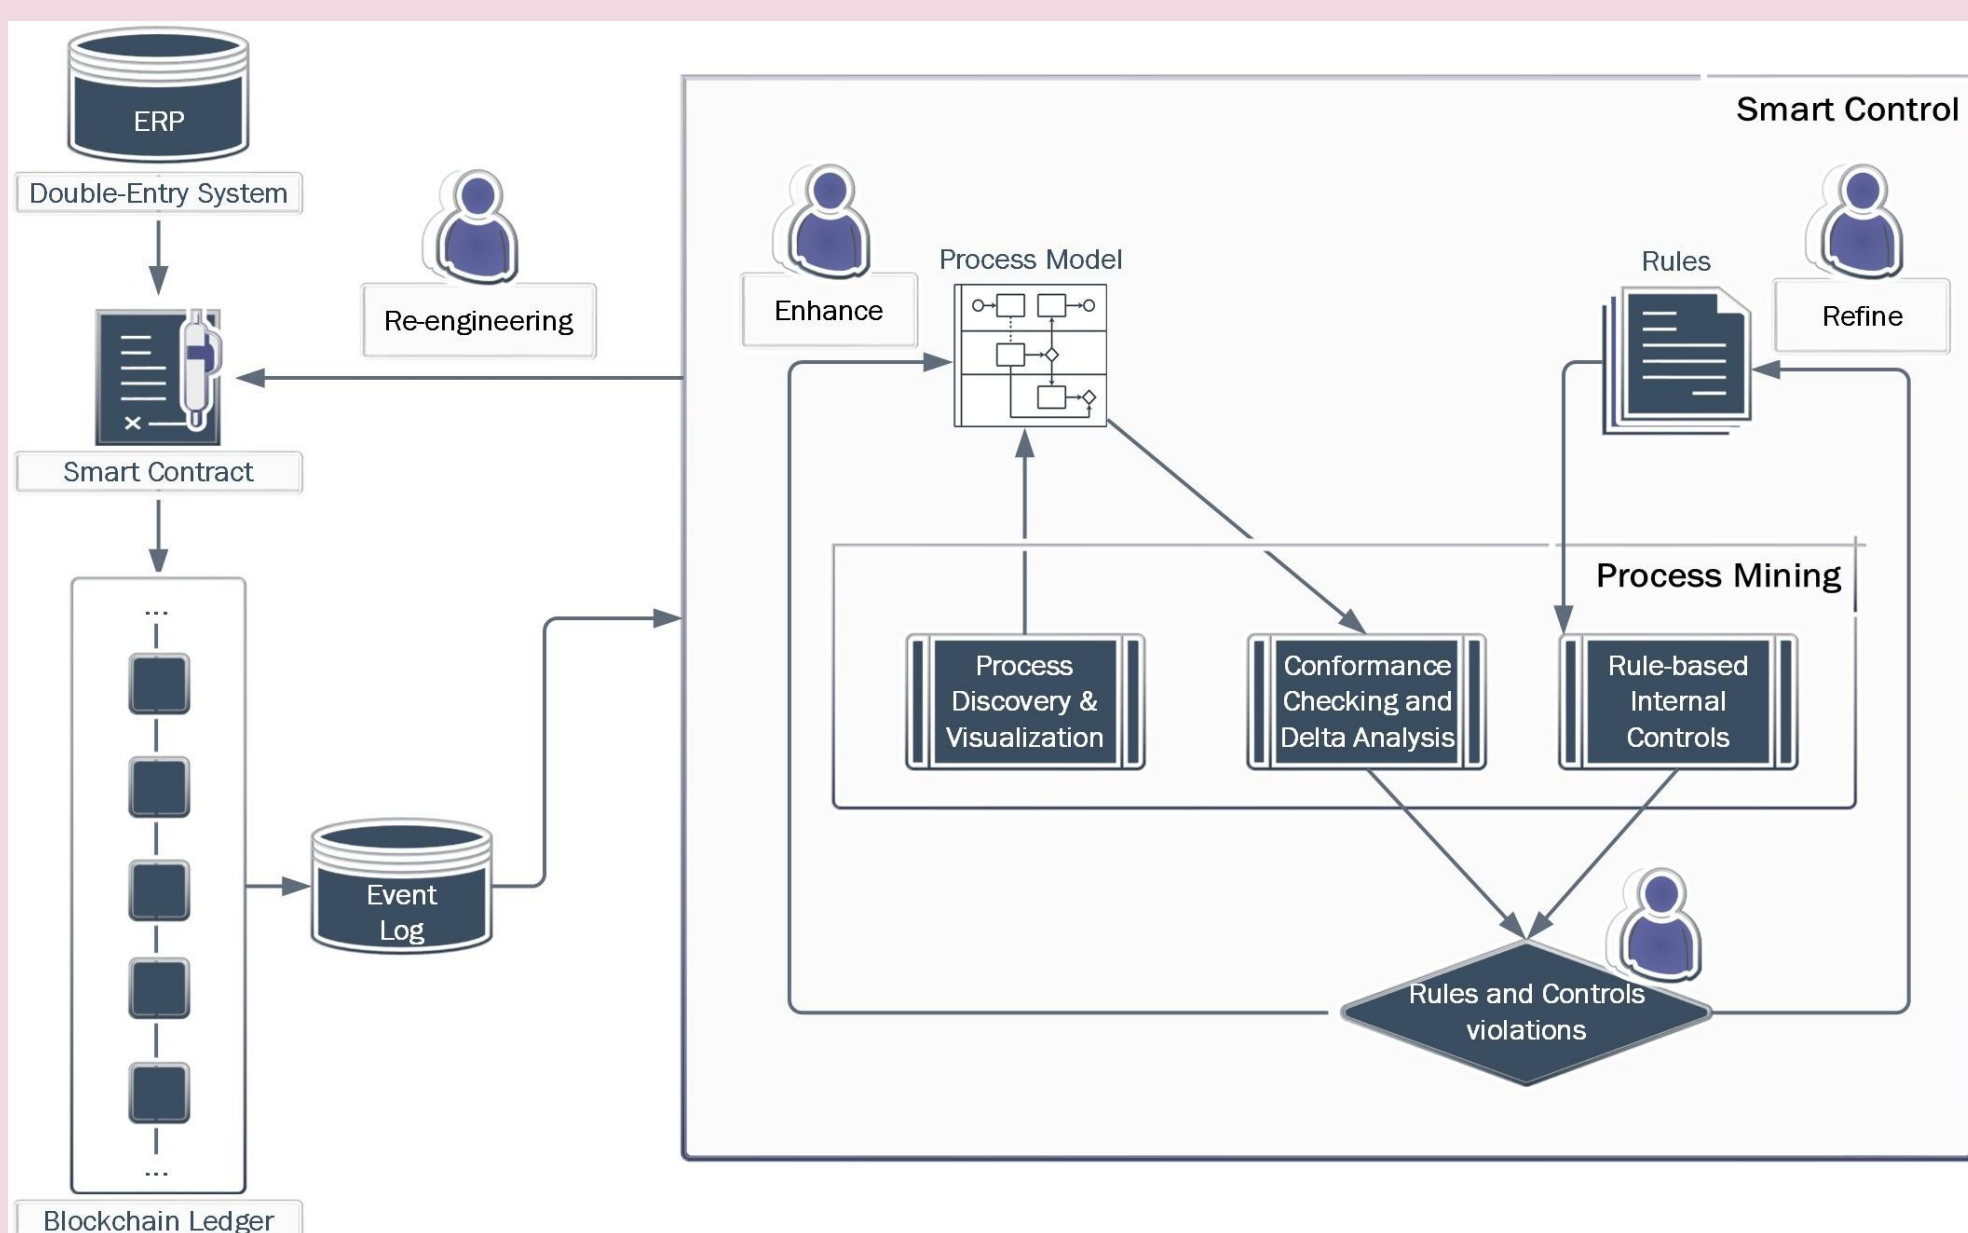 ERP
Double-Entry System
Smart Contract
...
...
Blockchain Ledger
Event
Log
Re-engineering
Smart Control
Enhance
Process Model
Rules
Refine
Process Mining
Process
Discovery &
Visualization
Conformance
Checking and
Delta Analysis
Rule-based
Internal
Controls
Rules and Controls
violations